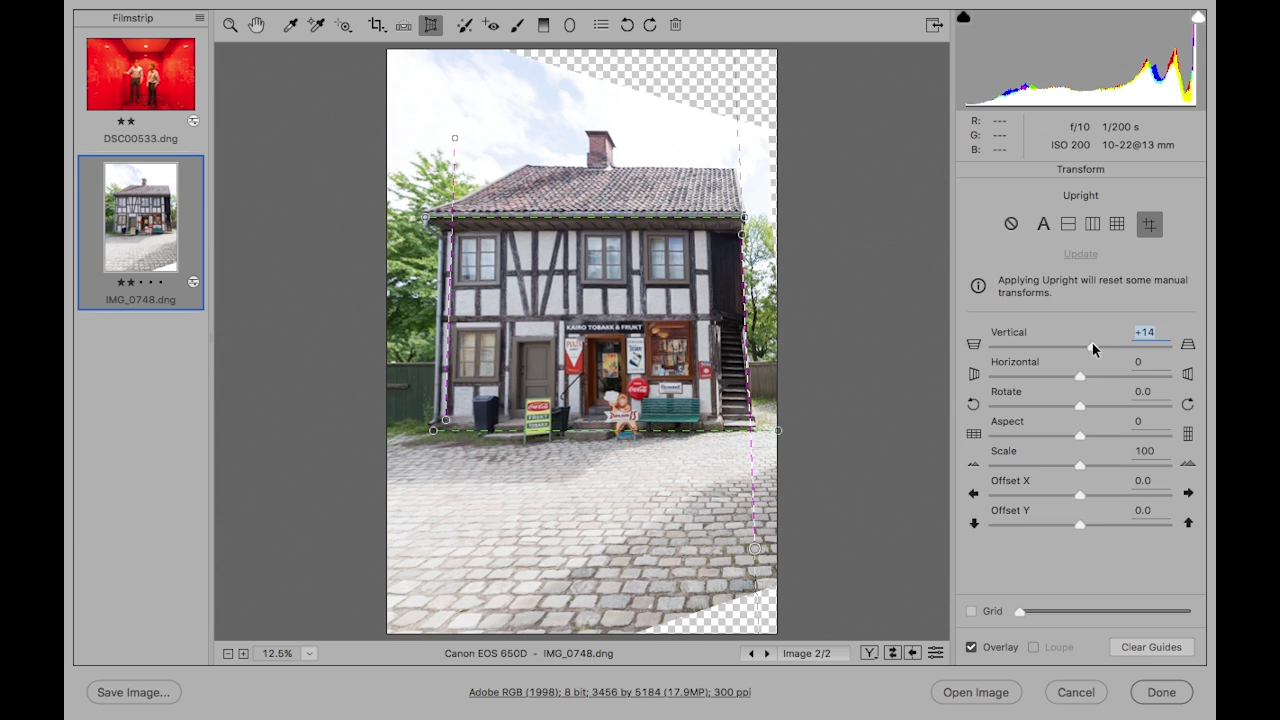 Filmstrip
DSC00533.dng
IMG_0748.dng
KAIRO TOBAKK & FRUKT
Coca-Cola
FRUKT
TOBAKK
12.5%
Canon EOS 650D - IMG_0748.dng
Image 2/2
Y
R: ---
G: ---
B: ---
f/10 1/200 s
ISO 200 10-22@13 mm
Transform
Upright
A
Update
Applying Upright will reset some manual
transforms.
Vertical +14
Horizontal 0
Rotate 0.0
Aspect 0
Scale 100
Offset X 0.0
Offset Y 0.0
Grid
Overlay Loupe Clear Guides
Save Image...
Adobe RGB (1998); 8 bit; 3456 by 5184 (17.9MP); 300 ppi
Open Image
Cancel
Done